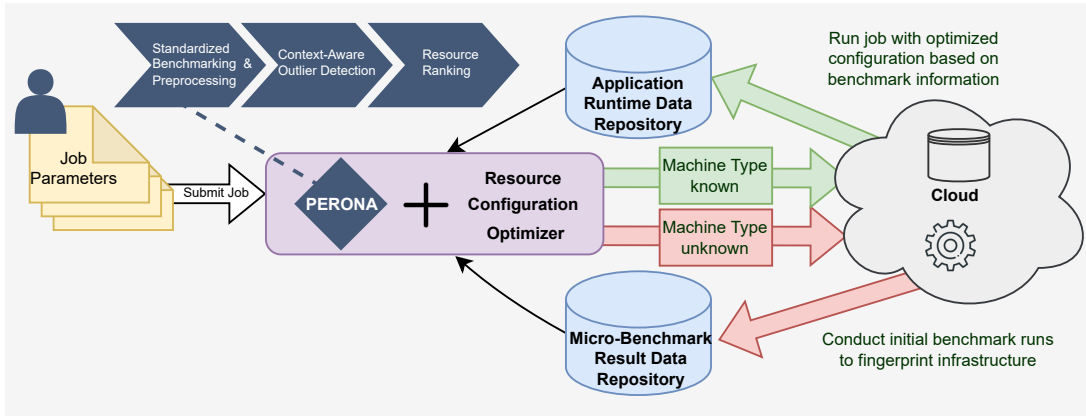 Standardized
Benchmarking &
Preprocessing
Context-Aware
Outlier Detection
Resource
Ranking
Job
Parameters
Submit Job
PERONA
Resource
Configuration
Optimizer
Application
Runtime Data
Repository
Micro-Benchmark
Result Data
Repository
Machine Type
known
Machine Type
unknown
Run job with optimized
configuration based on
benchmark information
Cloud
Conduct initial benchmark runs
to fingerprint infrastructure